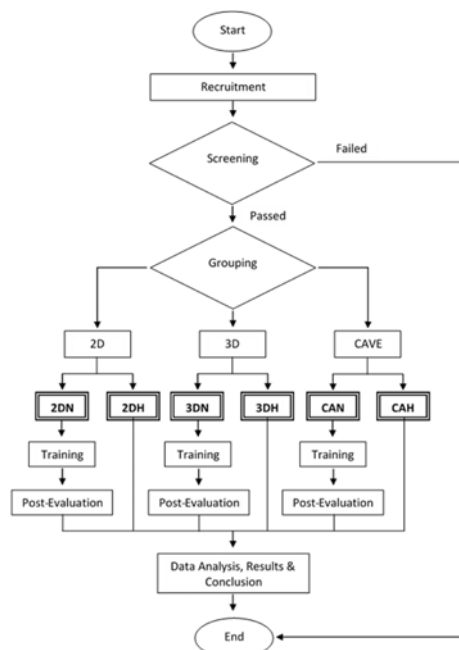 Start
Recruitment
Screening
Failed
Passed
Grouping
2D
3D
CAVE
2DN
2DH
3DN
3DH
CAN
CAH
Training
Training
Training
Post-Evaluation
Post-Evaluation
Post-Evaluation
Data Analysis, Results &
Conclusion
End